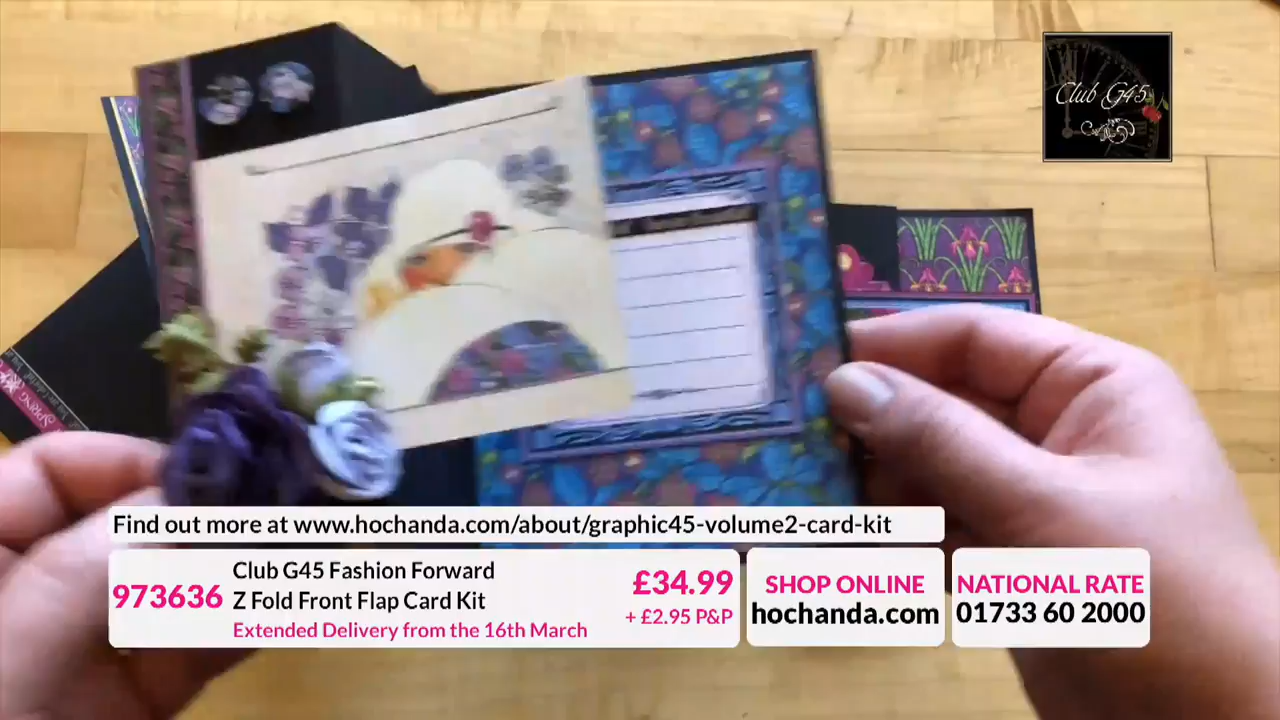 Club G45
SPRING
Find out more at www.hochanda.com/about/graphic45-volume2-card-kit
973636
Club G45 Fashion Forward
Z Fold Front Flap Card Kit
Extended Delivery from the 16th March
£34.99
+ £2.95 P&P
SHOP ONLINE
hochanda.com
NATIONAL RATE
01733 60 2000